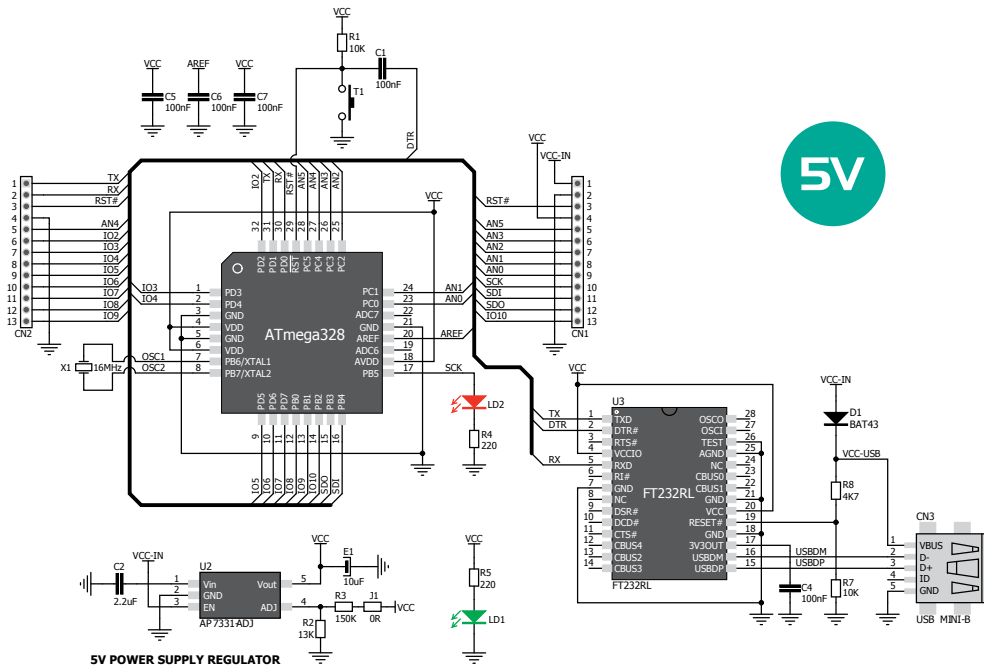 VCC
R1
10K
C1
100nF
T1
DTR
VCC
C5
100nF
AREF
C6
100nF
VCC
C7
100nF
5V
1
2
3
4
5
6
7
8
9
10
11
12
13
CN2
TX
RX
RST#
AN4
IO2
IO3
IO4
IO5
IO6
IO7
IO8
IO9
IO2
TX
RX
RST#
AN5
AN4
AN3
AN2
32
31
30
29
28
27
26
25
PD2
PD1
PD0
RST
PC5
PC4
PC3
PC2
VCC
IO3
IO4
1
2
3
4
5
6
7
8
PD3
PD4
GND
VDD
GND
VDD
PB6/XTAL1
PB7/XTAL2
ATmega328
PC1
PC0
ADC7
GND
AREF
ADC6
AVDD
PB5
24
23
22
21
20
19
18
17
AN1
AN0
AREF
SCK
PD5
PD6
PD7
PB0
PB1
PB2
PB3
PB4
9
10
11
12
13
14
15
16
IO5
IO6
IO7
IO8
IO9
IO10
SDO
SDI
X1
16MHz
OSC1
OSC2
LD2
R4
220
VCC
VCC-IN
RST#
AN5
AN3
AN2
AN1
AN0
SCK
SDI
SDO
IO10
1
2
3
4
5
6
7
8
9
10
11
12
13
CN1
VCC
TX
DTR
RX
U3
1
2
3
4
5
6
7
8
9
10
11
12
13
14
TXD
DTR#
RTS#
VCCIO
RXD
RI#
GND
NC
DSR#
DCD#
CTS#
CBUS4
CBUS2
CBUS3
FT232RL
OSCO
OSCI
TEST
AGND
NC
CBUS0
CBUS1
GND
VCC
RESET#
GND
3V3OUT
USBDM
USBDP
28
27
26
25
24
23
22
21
20
19
18
17
16
15
FT232RL
USBDM
USBDP
C4
100nF
VCC-IN
D1
BAT43
VCC-USB
R8
4K7
R7
10K
CN3
1
2
3
4
5
VBUS
D-
D+
ID
GND
USB MINI-B
C2
2.2uF
VCC-IN
U2
1
2
3
Vin
GND
EN
Vout
ADJ
5
4
AP7331-ADJ
VCC
E1
10uF
R3
150K
J1
0R
VCC
R2
13K
5V POWER SUPPLY REGULATOR
VCC
R5
220
LD1